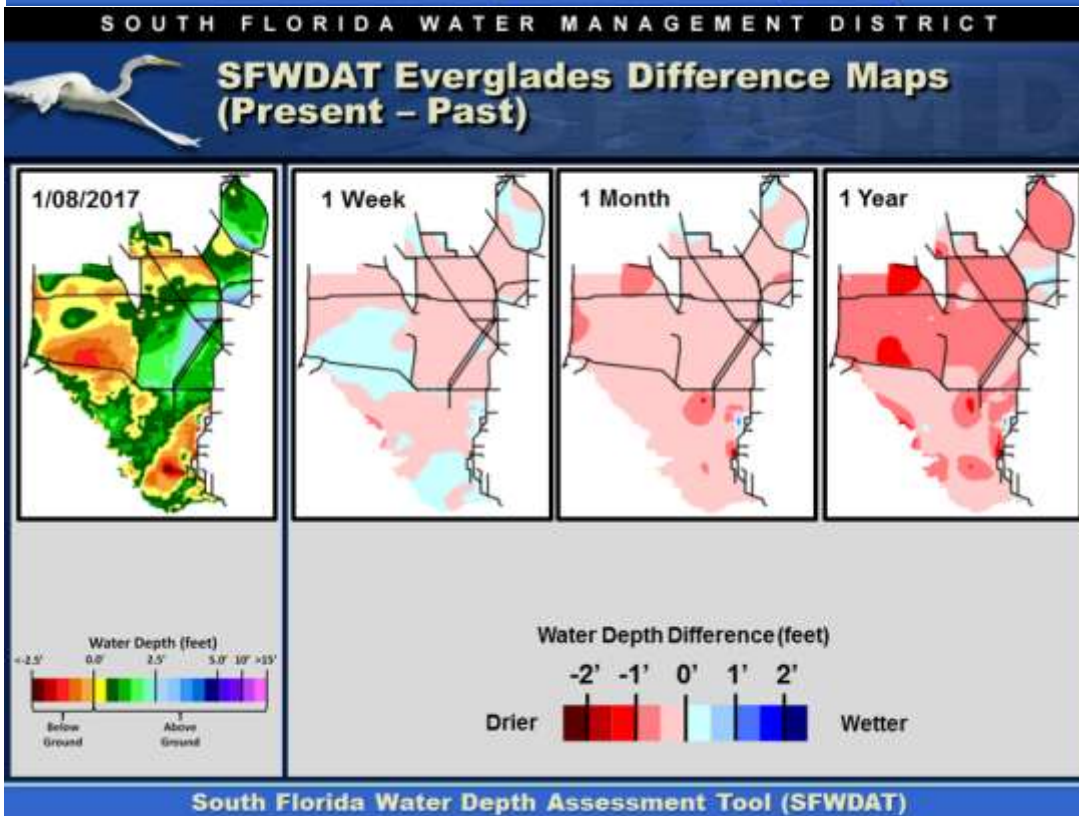 SOUTH FLORIDA WATER MANAGEMENT DISTRICT
SFWDAT Everglades Difference Maps
(Present – Past)
1/08/2017
1 Week
1 Month
1 Year
Water Depth (feet)
<-2.5' 0.0' 2.5' 5.0' 10' >15'
Below
Ground
Above
Ground
Water Depth Difference (feet)
-2' -1' 0' 1' 2'
Drier
Wetter
South Florida Water Depth Assessment Tool (SFWDAT)